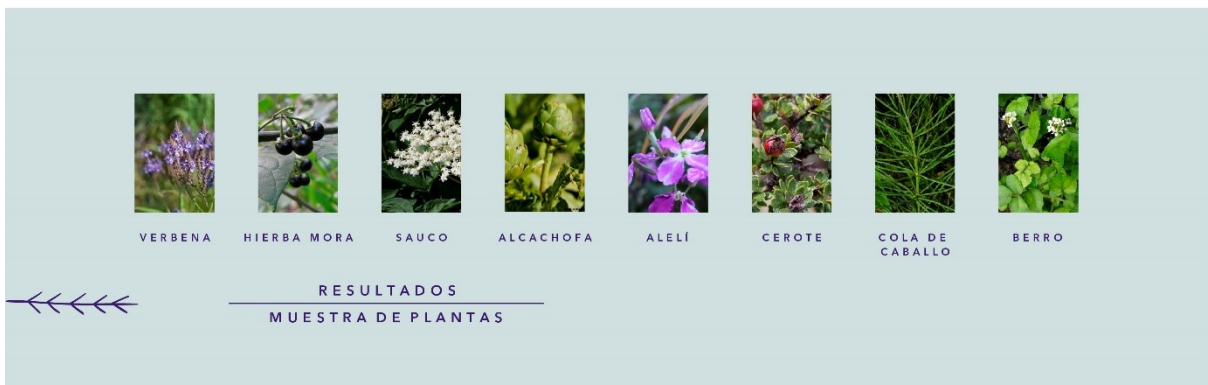 VERBENA
HIERBA MORA
SAUCO
ALCACHOFA
ALELÍ
CEROTE
COLA DE
CABALLO
BERRO
RESULTADOS
MUESTRA DE PLANTAS